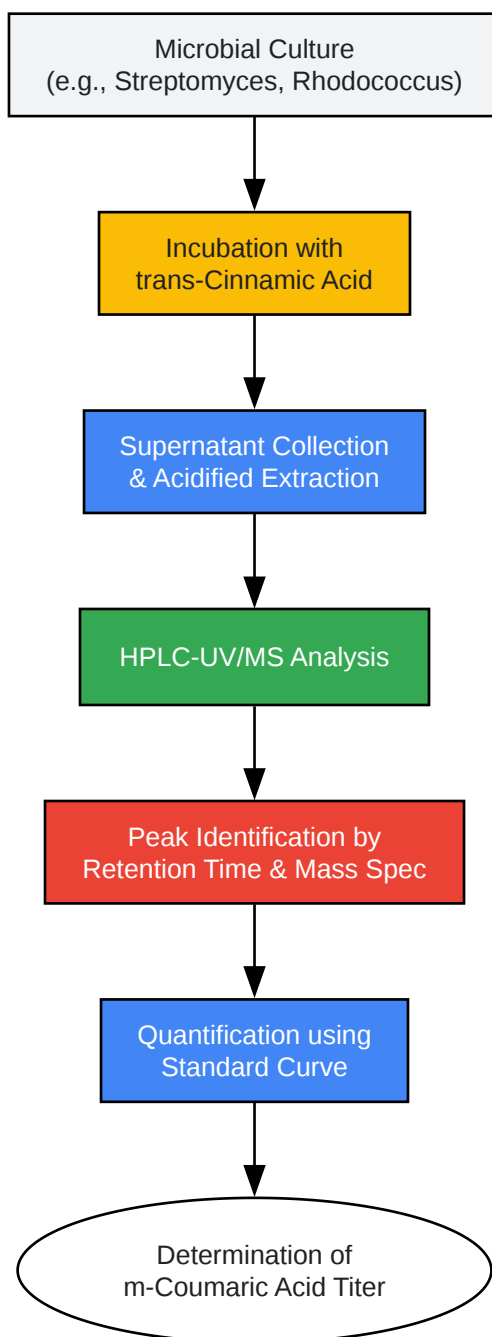 Microbial Culture
(e.g., Streptomyces, Rhodococcus)
Incubation with
trans-Cinnamic Acid
Supernatant Collection
& Acidified Extraction
HPLC-UV/MS Analysis
Peak Identification by
Retention Time & Mass Spec
Quantification using
Standard Curve
Determination of
m-Coumaric Acid Titer